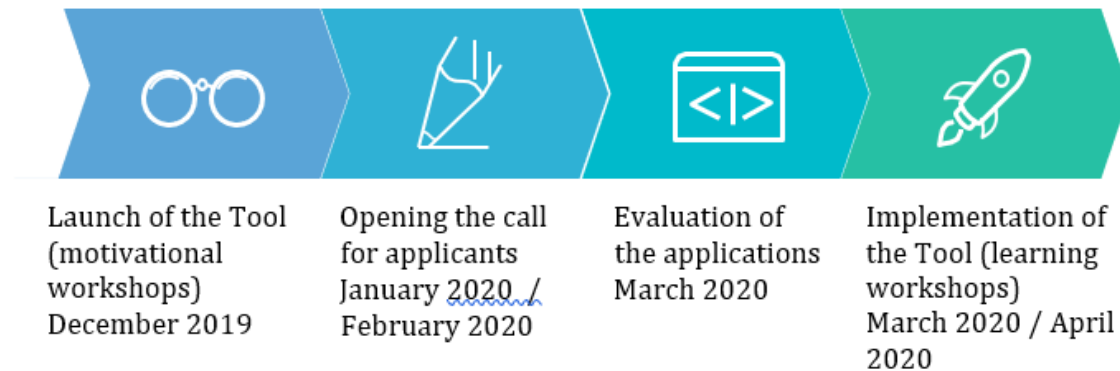 Launch of the Tool
(motivational
workshops)
December 2019
Opening the call
for applicants
January 2020 /
February 2020
Evaluation of
the applications
March 2020
Implementation of
the Tool (learning
workshops)
March 2020 / April
2020